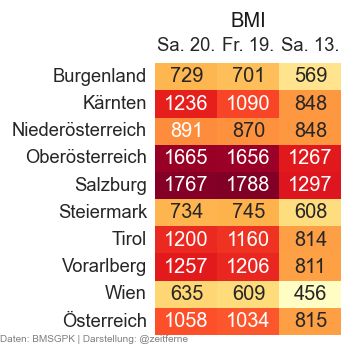 BMI
Sa. 20. Fr. 19. Sa. 13.
Burgenland 729 701 569
Kärnten 1236 1090 848
Niederösterreich 891 870 848
Oberösterreich 1665 1656 1267
Salzburg 1767 1788 1297
Steiermark 734 745 608
Tirol 1200 1160 814
Vorarlberg 1257 1206 811
Wien 635 609 456
Österreich 1058 1034 815
Daten: BMSGPK | Darstellung: @zeitferne